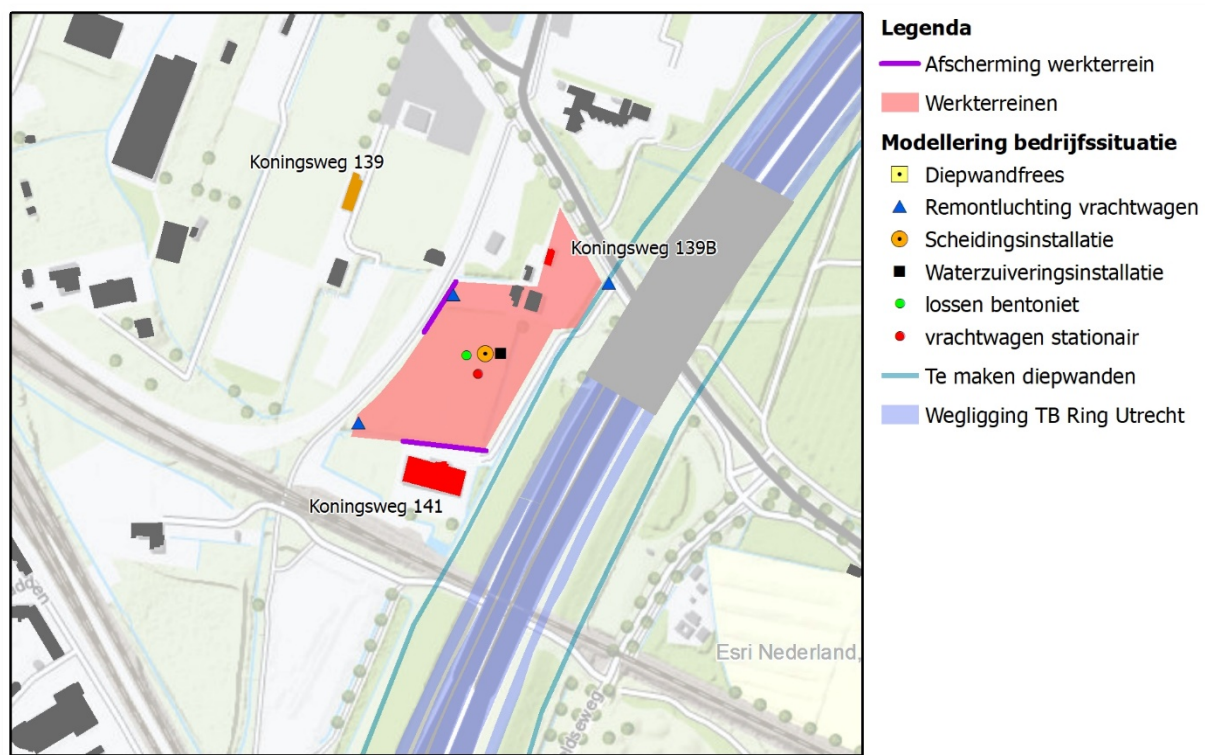 Koningsweg 139
Koningsweg 139B
Koningsweg 141
Esri Nederland,
Legenda
Afscherming werkterrein
Werkterreinen
Modellering bedrijfssituatie
Diepwandfrees
Remontluchting vrachtwagen
Scheidingsinstallatie
Waterzuiveringsinstallatie
lossen bentoniet
vrachtwagen stationair
Te maken diepwanden
Wegligging TB Ring Utrecht